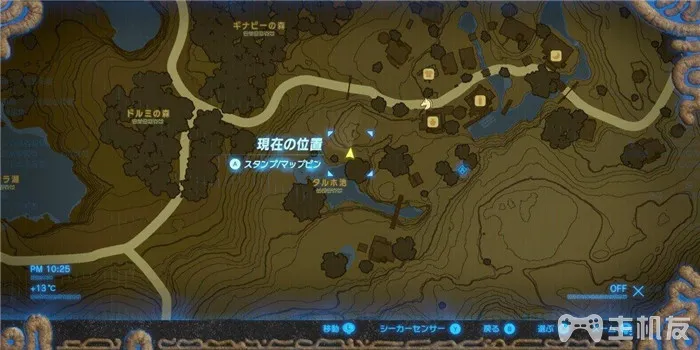 ギナピーの森
ドルミの森
現在の位置
A スタンプ/マップピン
タルホ池
ラ湖
PM 10:25
+13℃
OFF
移動 L
シーカーセンサー Y
戻る B
選ぶ
主机友